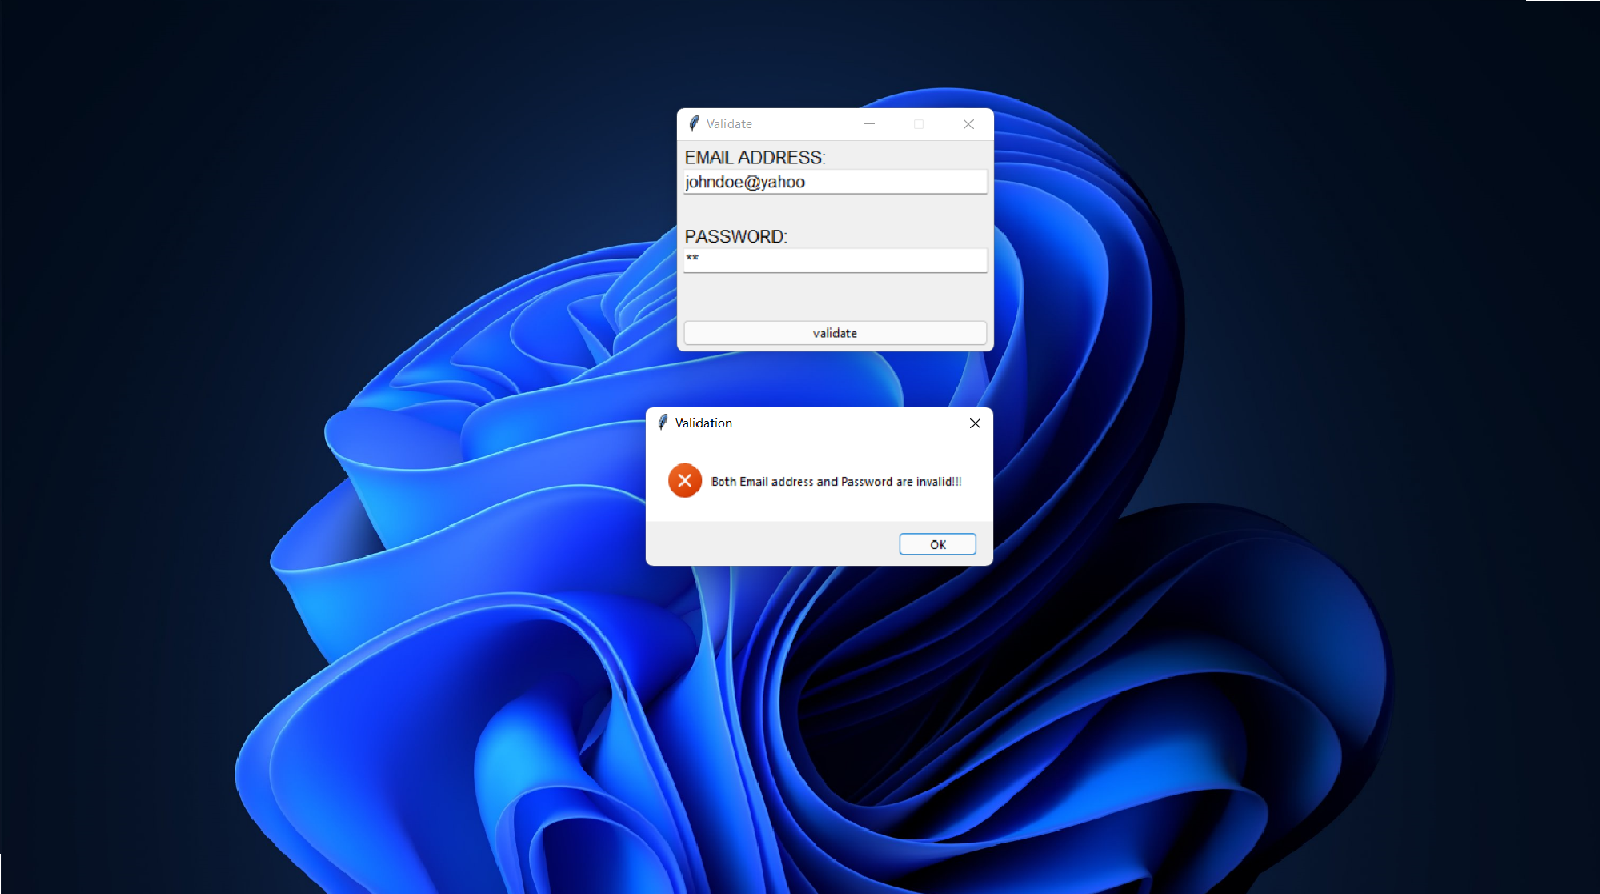 Validate
EMAIL ADDRESS:
johndoe@yahoo
PASSWORD:
**
validate
Validation
Both Email address and Password are invalid!!!
OK